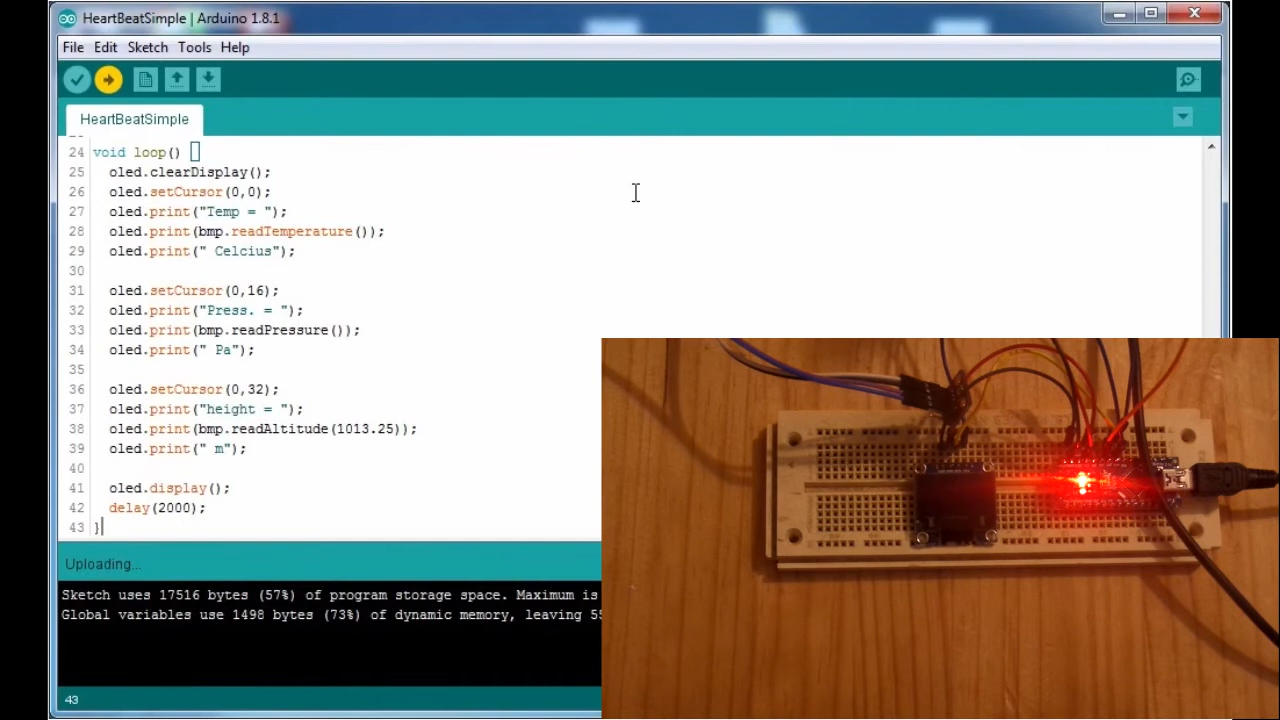 HeartBeatSimple | Arduino 1.8.1
File Edit Sketch Tools Help
HeartBeatSimple
24 void loop() {
25 oled.clearDisplay();
26 oled.setCursor(0,0);
27 oled.print("Temp = ");
28 oled.print(bmp.readTemperature());
29 oled.print(" Celcius");
30
31 oled.setCursor(0,16);
32 oled.print("Press. = ");
33 oled.print(bmp.readPressure());
34 oled.print(" Pa");
35
36 oled.setCursor(0,32);
37 oled.print("height = ");
38 oled.print(bmp.readAltitude(1013.25));
39 oled.print(" m");
40
41 oled.display();
42 delay(2000);
43 }
Uploading...
Sketch uses 17516 bytes (57%) of program storage space. Maximum is
Global variables use 1498 bytes (73%) of dynamic memory, leaving 55
43